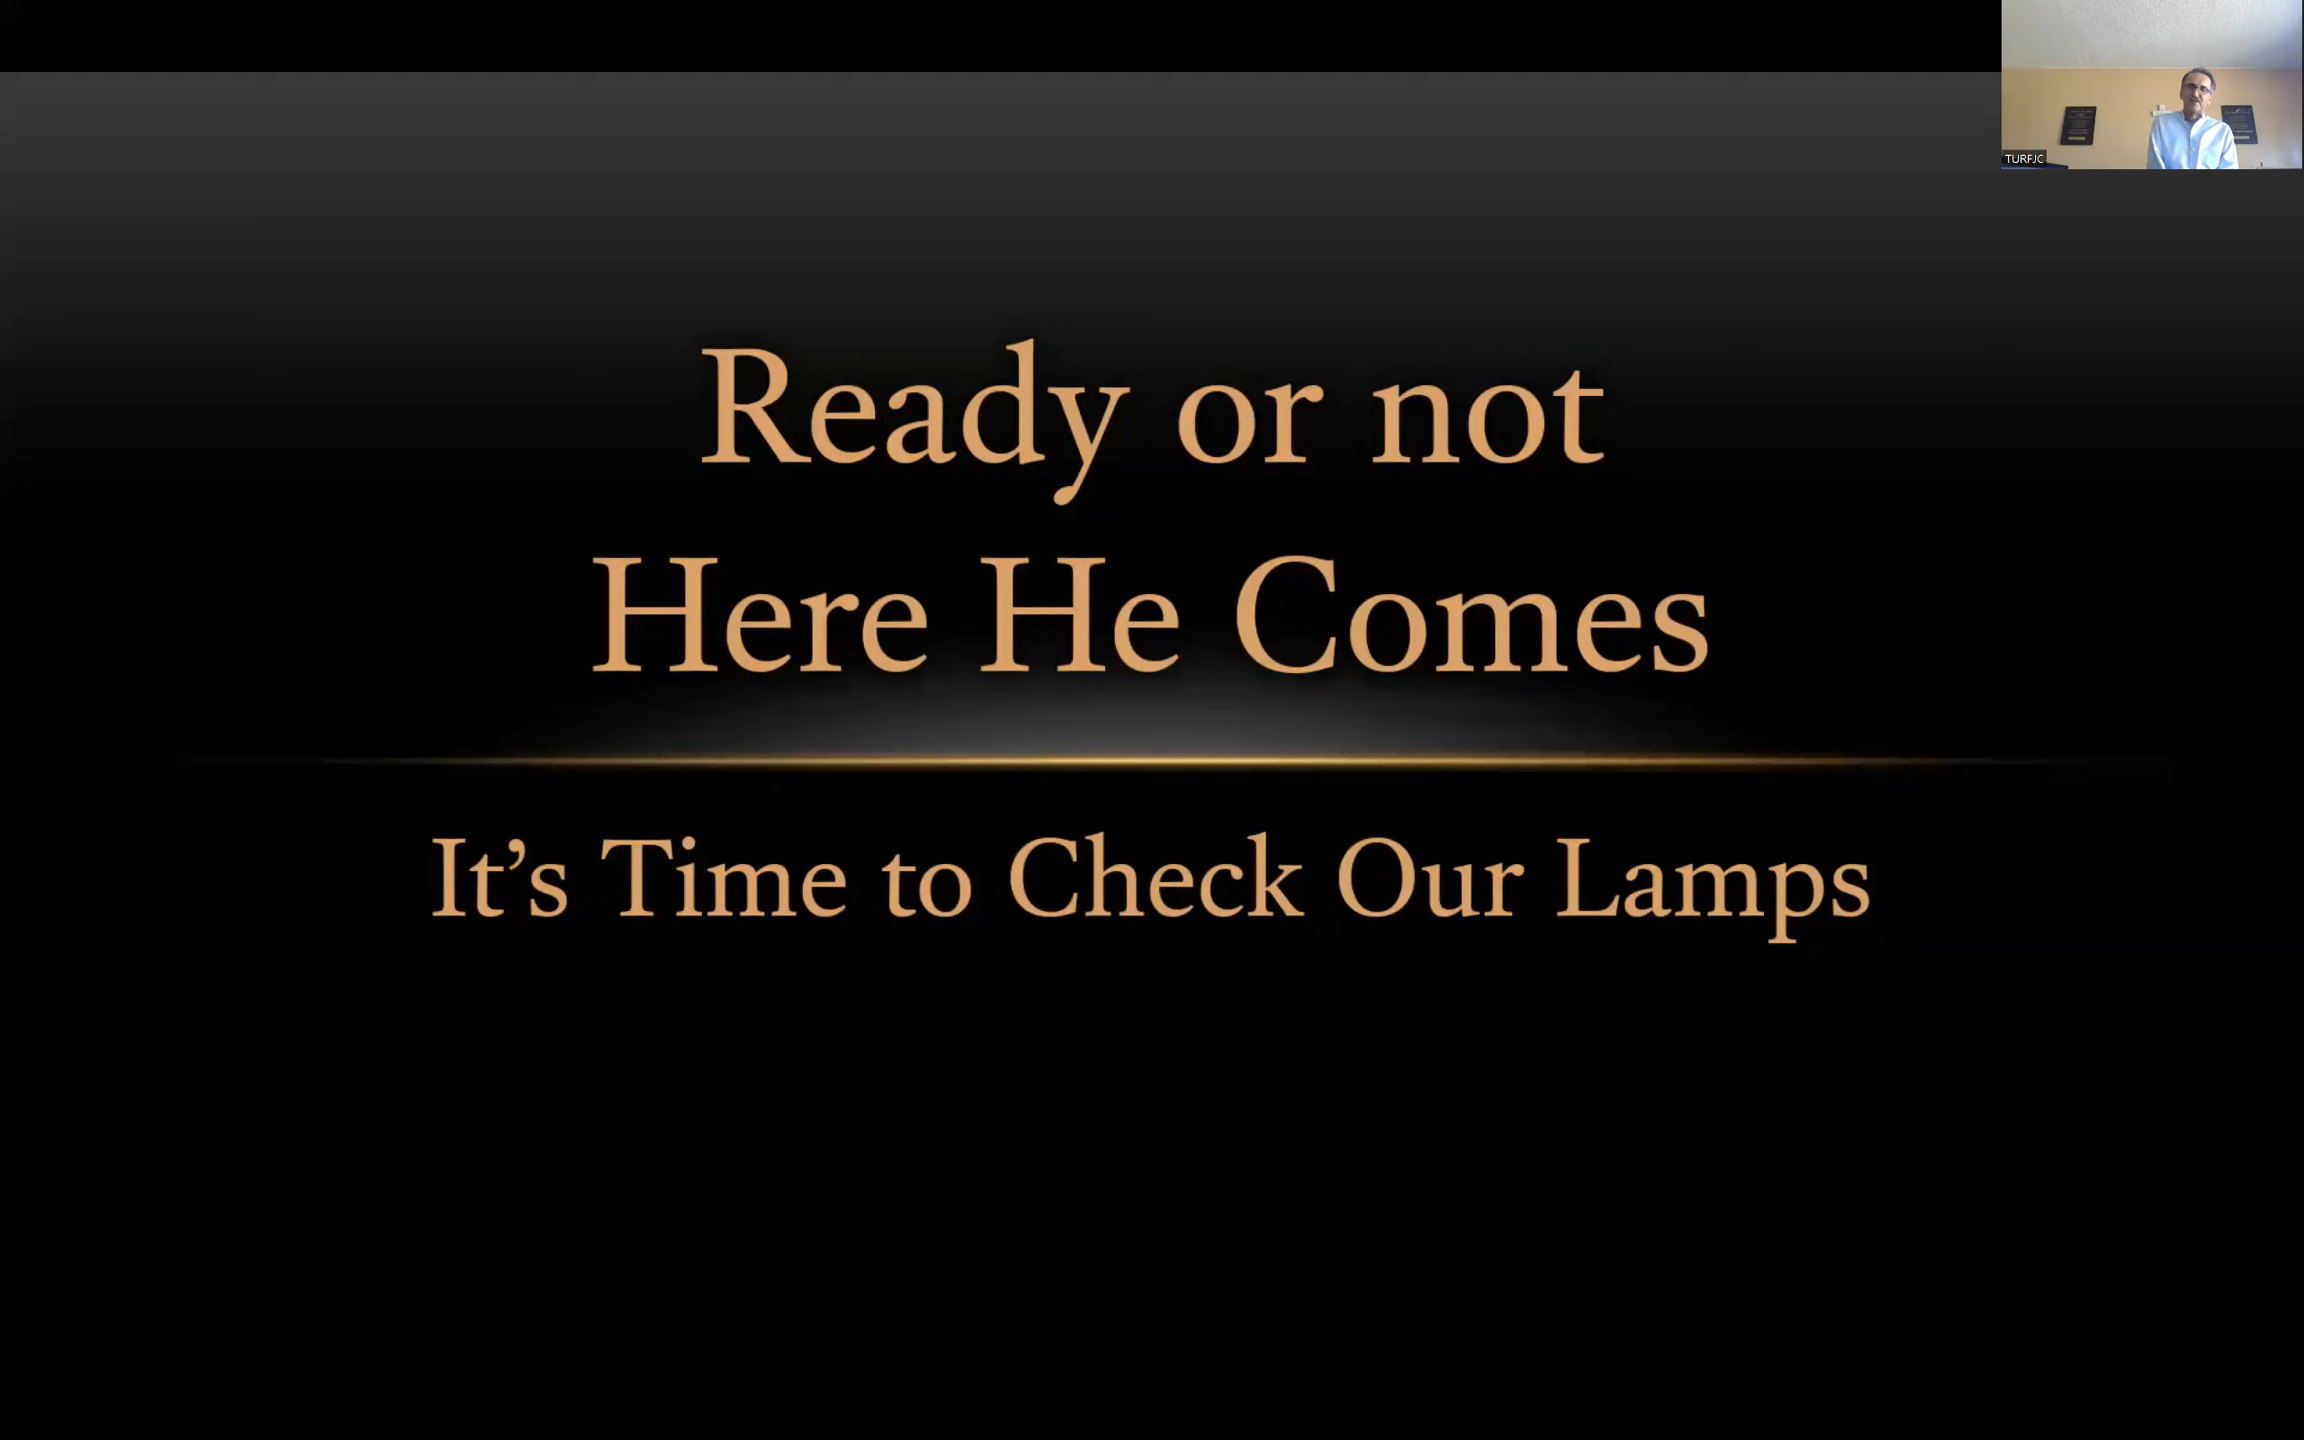 TURFJC
Ready or not
Here He Comes
It’s Time to Check Our Lamps